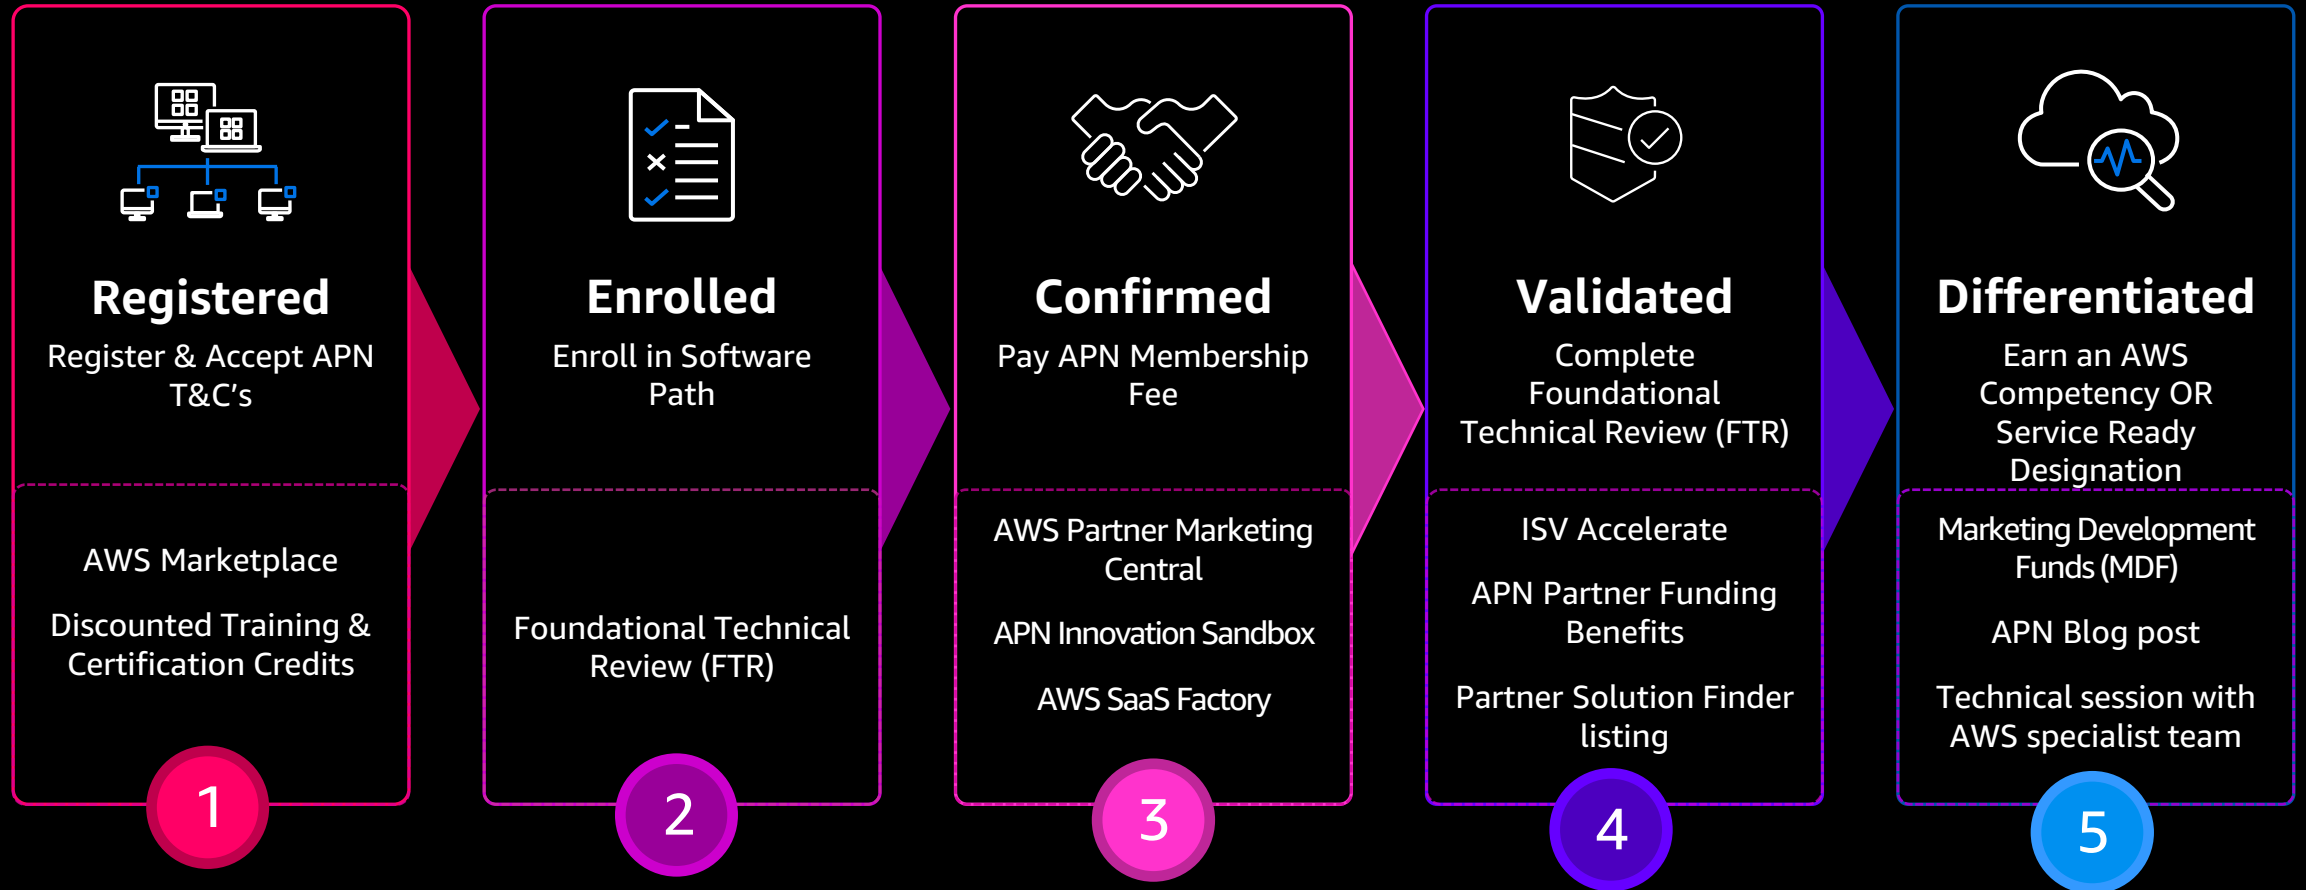 Registered
Register & Accept APN
T&C's
AWS Marketplace
Discounted Training &
Certification Credits
1
Enrolled
Enroll in Software
Path
Foundational Technical
Review (FTR)
2
Confirmed
Pay APN Membership
Fee
AWS Partner Marketing
Central
APN Innovation Sandbox
AWS SaaS Factory
3
Validated
Complete
Foundational
Technical Review (FTR)
ISV Accelerate
APN Partner Funding
Benefits
Partner Solution Finder
listing
4
Differentiated
Earn an AWS
Competency OR
Service Ready
Designation
Marketing Development
Funds (MDF)
APN Blog post
Technical session with
AWS specialist team
5